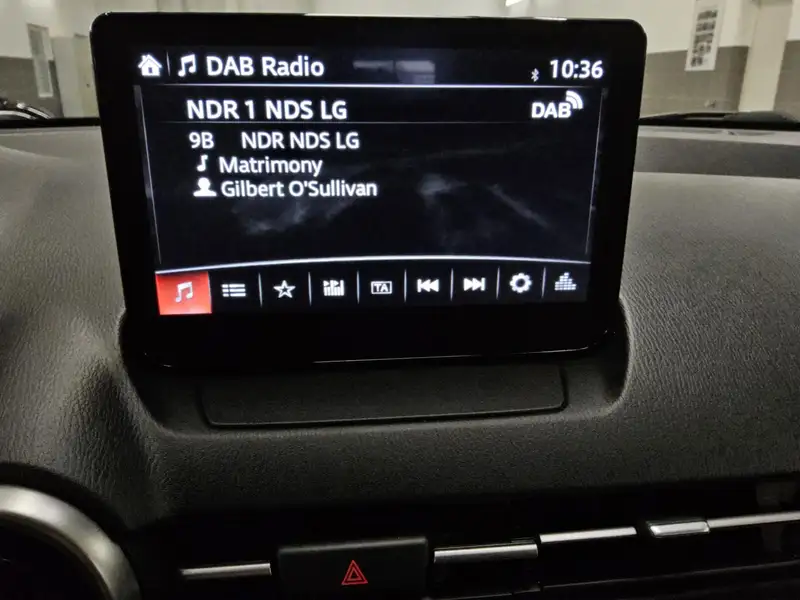 DAB Radio 10:36
NDR 1 NDS LG DAB
9B NDR NDS LG
Matrimony
Gilbert O'Sullivan
TA